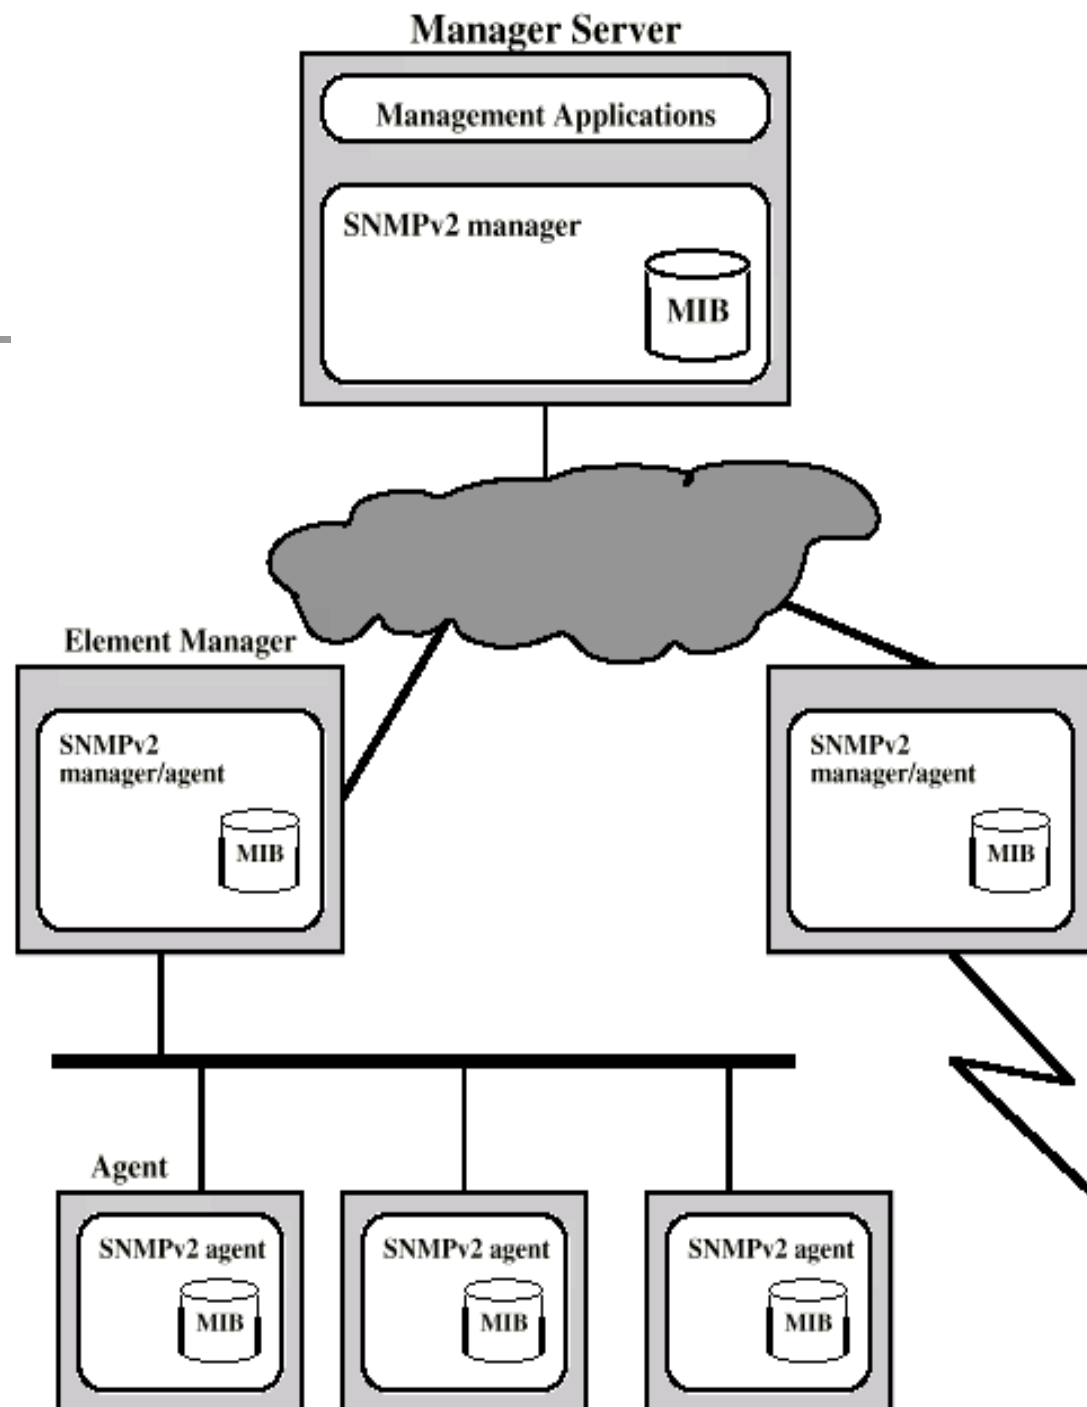 Manager Server
Management Applications
SNMPv2 manager
MIB
Element Manager
SNMPv2
manager/agent
MIB
SNMPv2
manager/agent
MIB
Agent
SNMPv2 agent
MIB
SNMPv2 agent
MIB
SNMPv2 agent
MIB